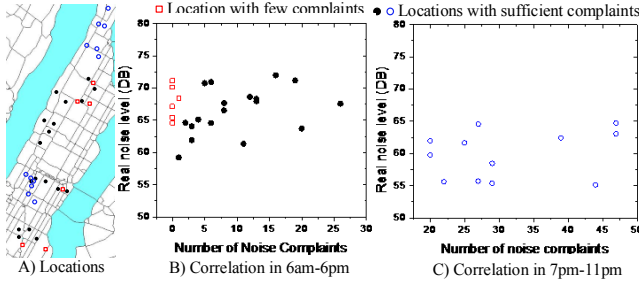 Location with few complaints
Locations with sufficient complaints
Real noise level (DB)
80
75
70
65
60
55
50
0 5 10 15 20 25 30
Number of Noise Complaints
Real noise level (DB)
80
75
70
65
60
55
50
20 25 30 35 40 45 50
Number of noise complaints
A) Locations
B) Correlation in 6am-6pm
C) Correlation in 7pm-11pm